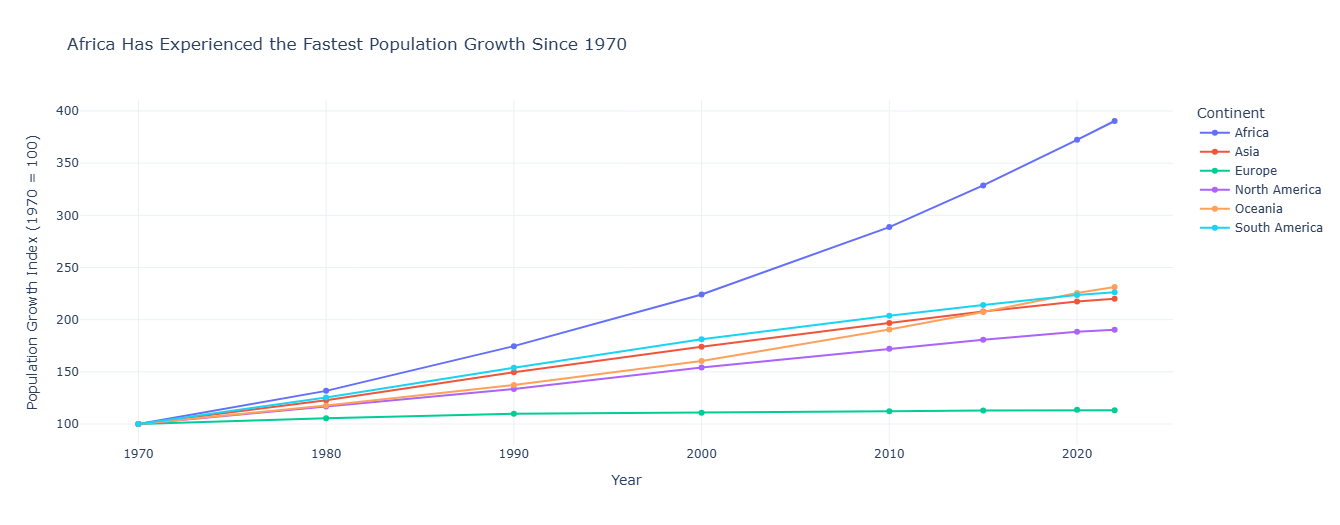 Africa Has Experienced the Fastest Population Growth Since 1970
Population Growth Index (1970 = 100)
400
350
300
250
200
150
100
1970
1980
1990
2000
2010
2020
Year
Continent
Africa
Asia
Europe
North America
Oceania
South America